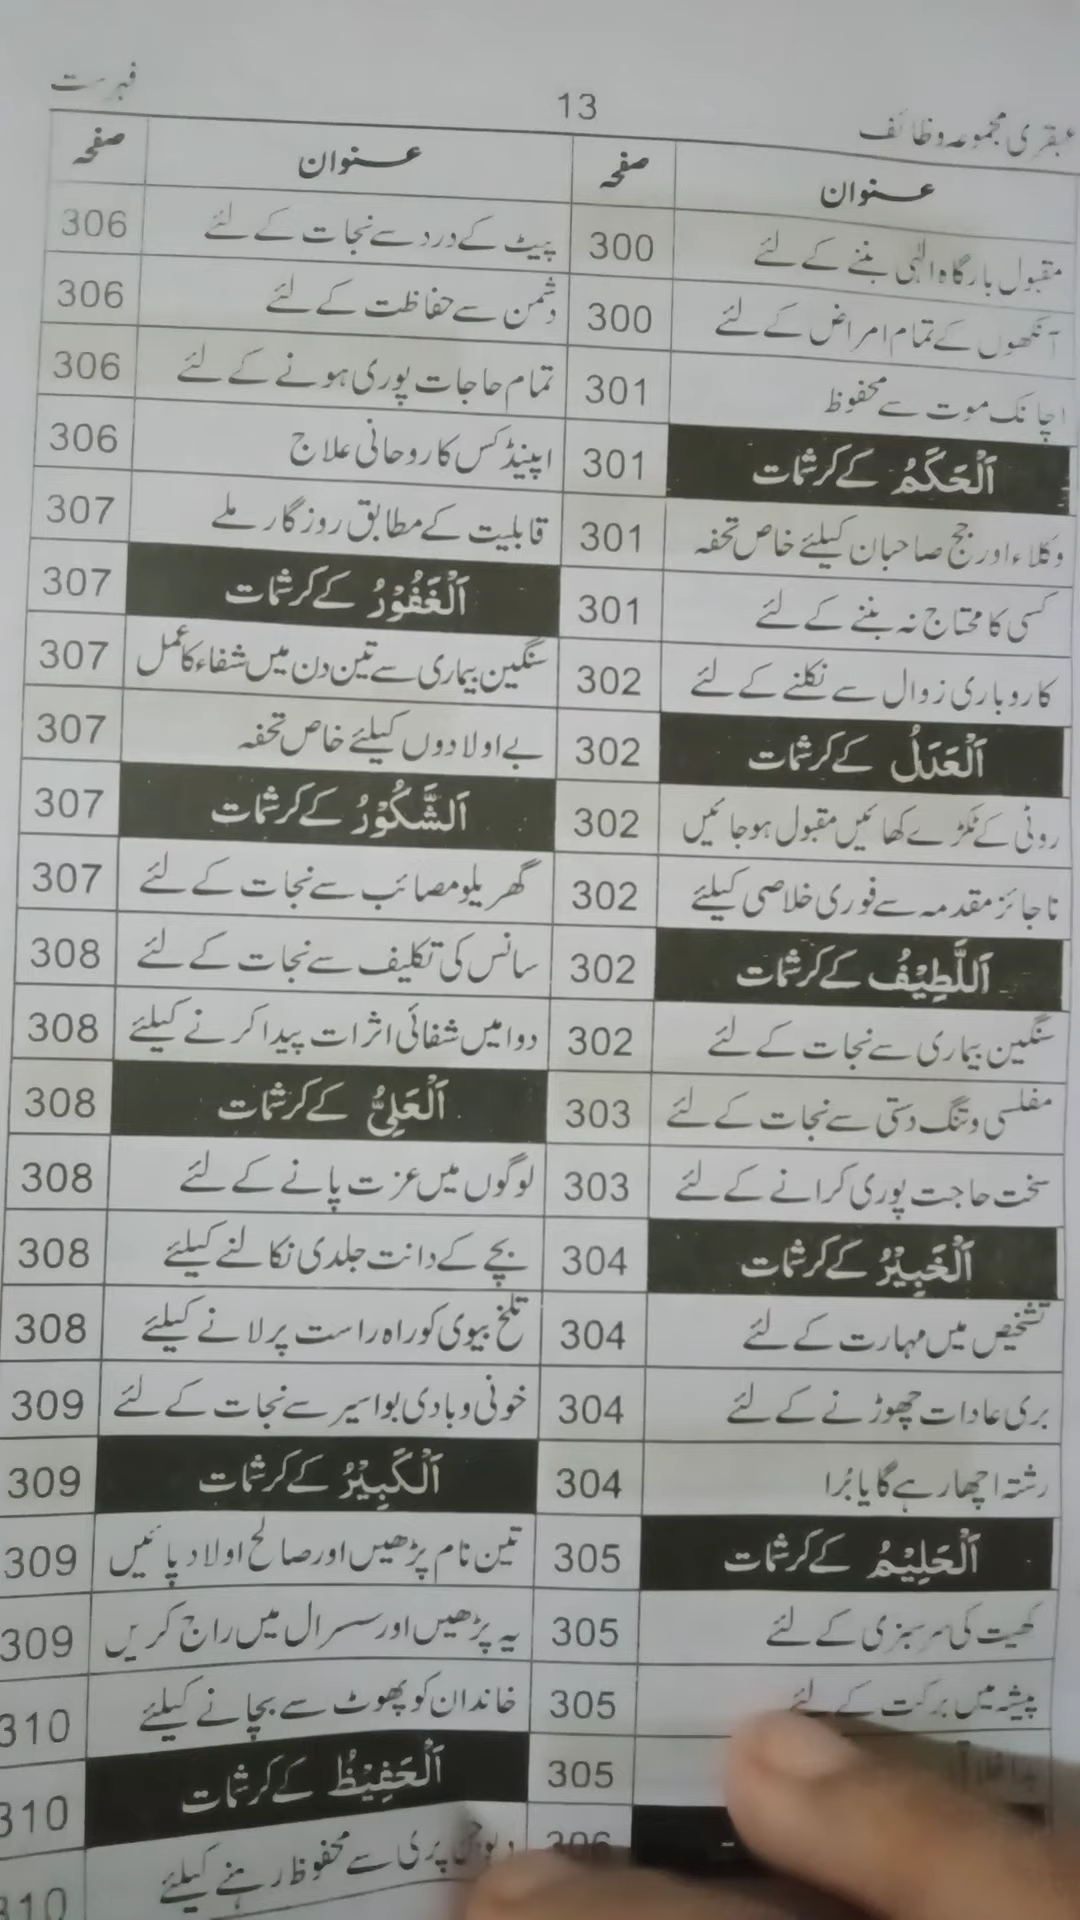 عبقری مجموعہ وظائف
13
فہرست
عنوان صفحہ
مقبول بارگاہ الٰہی بننے کے لئے 300
آنکھوں کے تمام امراض کے لئے 300
اچانک موت سے محفوظ 301
اَلْحَکَمُ کے کرشمات 301
وکلاء اور جج صاحبان کیلئے خاص تحفہ 301
کسی کا محتاج نہ بننے کے لئے 301
کاروباری زوال سے نکلنے کے لئے 302
اَلْعَدْلُ کے کرشمات 302
روٹی کے ٹکڑے کھائیں مقبول ہوجائیں 302
ناجائز مقدمہ سے فوری خلاصی کیلئے 302
اَللَّطِیْفُ کے کرشمات 302
سنگین بیماری سے نجات کے لئے 302
مفلسی و تنگ دستی سے نجات کے لئے 303
سخت حاجت پوری کرانے کے لئے 303
اَلْخَبِیْرُ کے کرشمات 304
تشخیص میں مہارت کے لئے 304
بری عادات چھوڑنے کے لئے 304
رشتہ اچھا رہے گا یا بُرا 304
اَلْحَلِیْمُ کے کرشمات 305
کھیت کی سرسبزی کے لئے 305
پیشہ میں برکت کے لئے 305
305
306
عنوان صفحہ
پیٹ کے درد سے نجات کے لئے 306
دشمن سے حفاظت کے لئے 306
تمام حاجات پوری ہونے کے لئے 306
اپینڈکس کا روحانی علاج 306
قابلیت کے مطابق روزگار ملے 307
اَلْغَفُوْرُ کے کرشمات 307
سنگین بیماری سے تین دن میں شفاء کا عمل 307
بے اولادوں کیلئے خاص تحفہ 307
اَلشَّکُوْرُ کے کرشمات 307
گھریلو مصائب سے نجات کے لئے 307
سانس کی تکلیف سے نجات کے لئے 308
دوا میں شفائی اثرات پیدا کرنے کیلئے 308
اَلْعَلِیُّ کے کرشمات 308
لوگوں میں عزت پانے کے لئے 308
بچے کے دانت جلدی نکالنے کیلئے 308
تلخ بیوی کو راہ راست پر لانے کیلئے 308
خونی و بادی بواسیر سے نجات کے لئے 309
اَلْکَبِیْرُ کے کرشمات 309
تین نام پڑھیں اور صالح اولاد پائیں 309
یہ پڑھیں اور سسرال میں راج کریں 309
خاندان کو پھوٹ سے بچانے کیلئے 310
اَلْحَفِیْظُ کے کرشمات 310
دیو جن پری سے محفوظ رہنے کیلئے 310